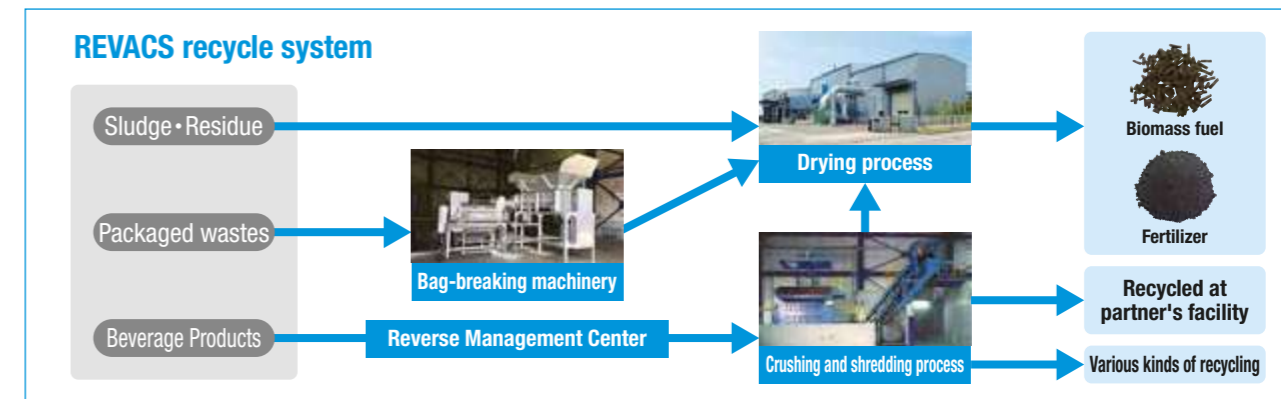 REVACS recycle system
Sludge・Residue
Packaged wastes
Beverage Products
Bag-breaking machinery
Reverse Management Center
Drying process
Crushing and shredding process
Biomass fuel
Fertilizer
Recycled at
partner's facility
Various kinds of recycling